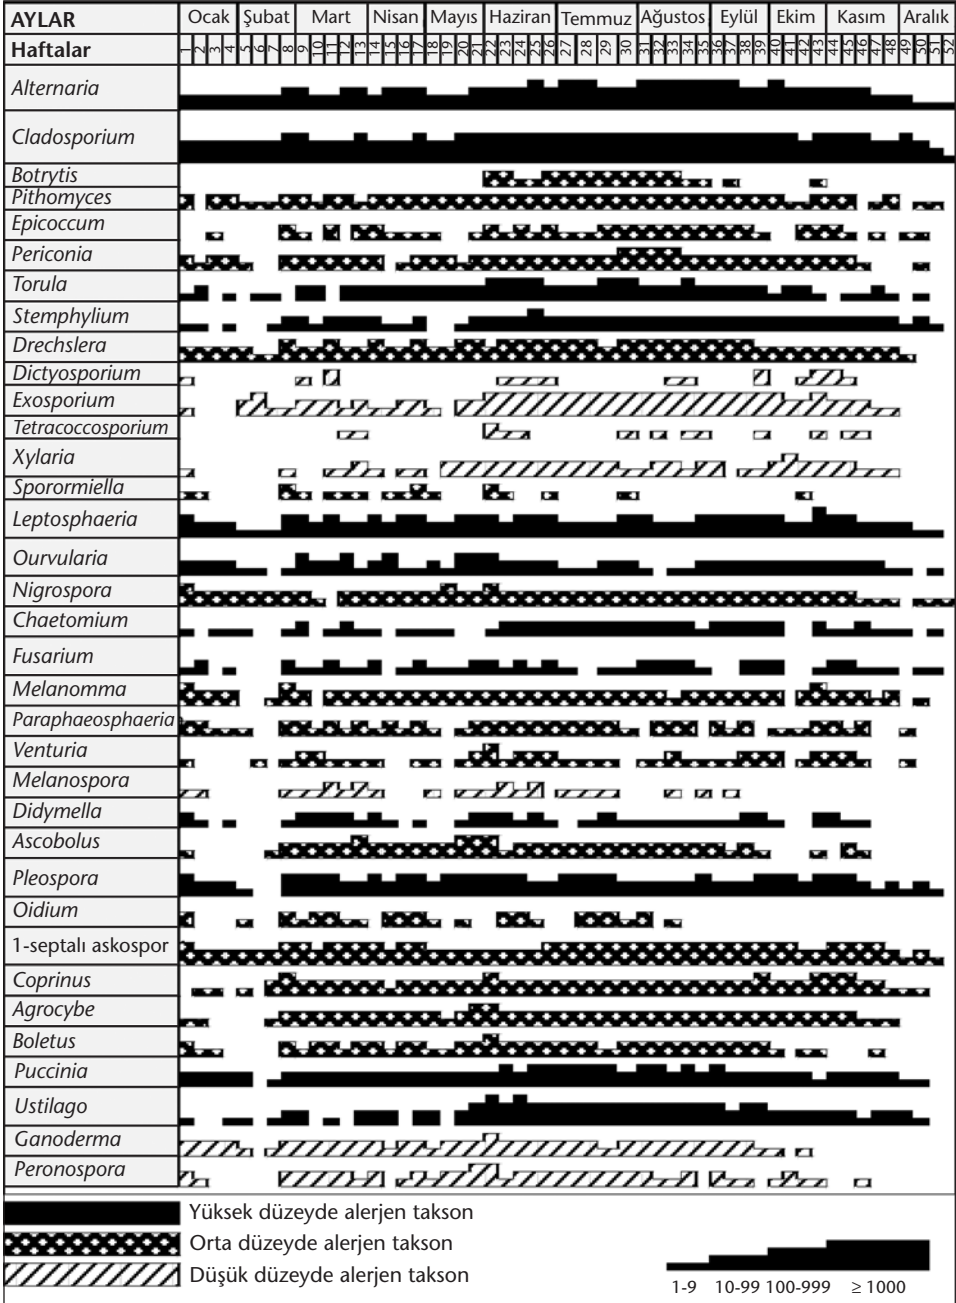 AYLAR Ocak Şubat Mart Nisan Mayıs Haziran Temmuz Ağustos Eylül Ekim Kasım Aralık
Haftalar 1 2 3 4 5 6 7 8 9 10 11 12 13 14 15 16 17 18 19 20 21 22 23 24 25 26 27 28 29 30 31 32 33 34 35 36 37 38 39 40 41 42 43 44 45 46 47 48 49 50 51 52
Alternaria
Cladosporium
Botrytis
Pithomyces
Epicoccum
Periconia
Torula
Stemphylium
Drechslera
Dictyosporium
Exosporium
Tetracoccosporium
Xylaria
Sporormiella
Leptosphaeria
Ourvularia
Nigrospora
Chaetomium
Fusarium
Melanomma
Paraphaeosphaeria
Venturia
Melanospora
Didymella
Ascobolus
Pleospora
Oidium
1-septalı askospor
Coprinus
Agrocybe
Boletus
Puccinia
Ustilago
Ganoderma
Peronospora
Yüksek düzeyde alerjen takson
Orta düzeyde alerjen takson
Düşük düzeyde alerjen takson
1-9 10-99 100-999 ≥ 1000